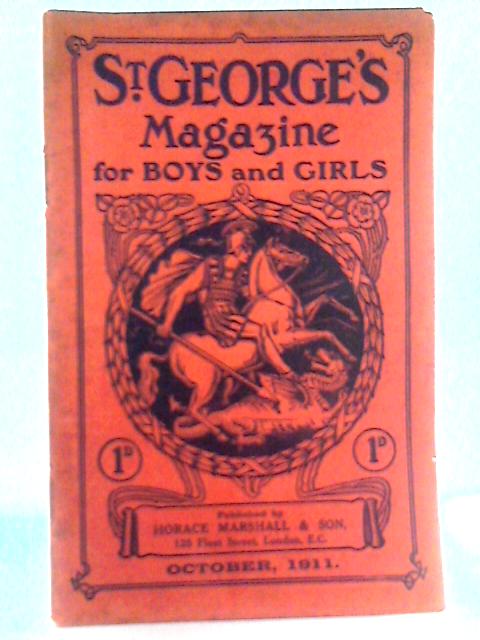 ST. GEORGE'S
Magazine
for BOYS and GIRLS
1D 1D
Published by
HORACE MARSHALL & SON,
125 Fleet Street, London, E.C.
OCTOBER, 1911.